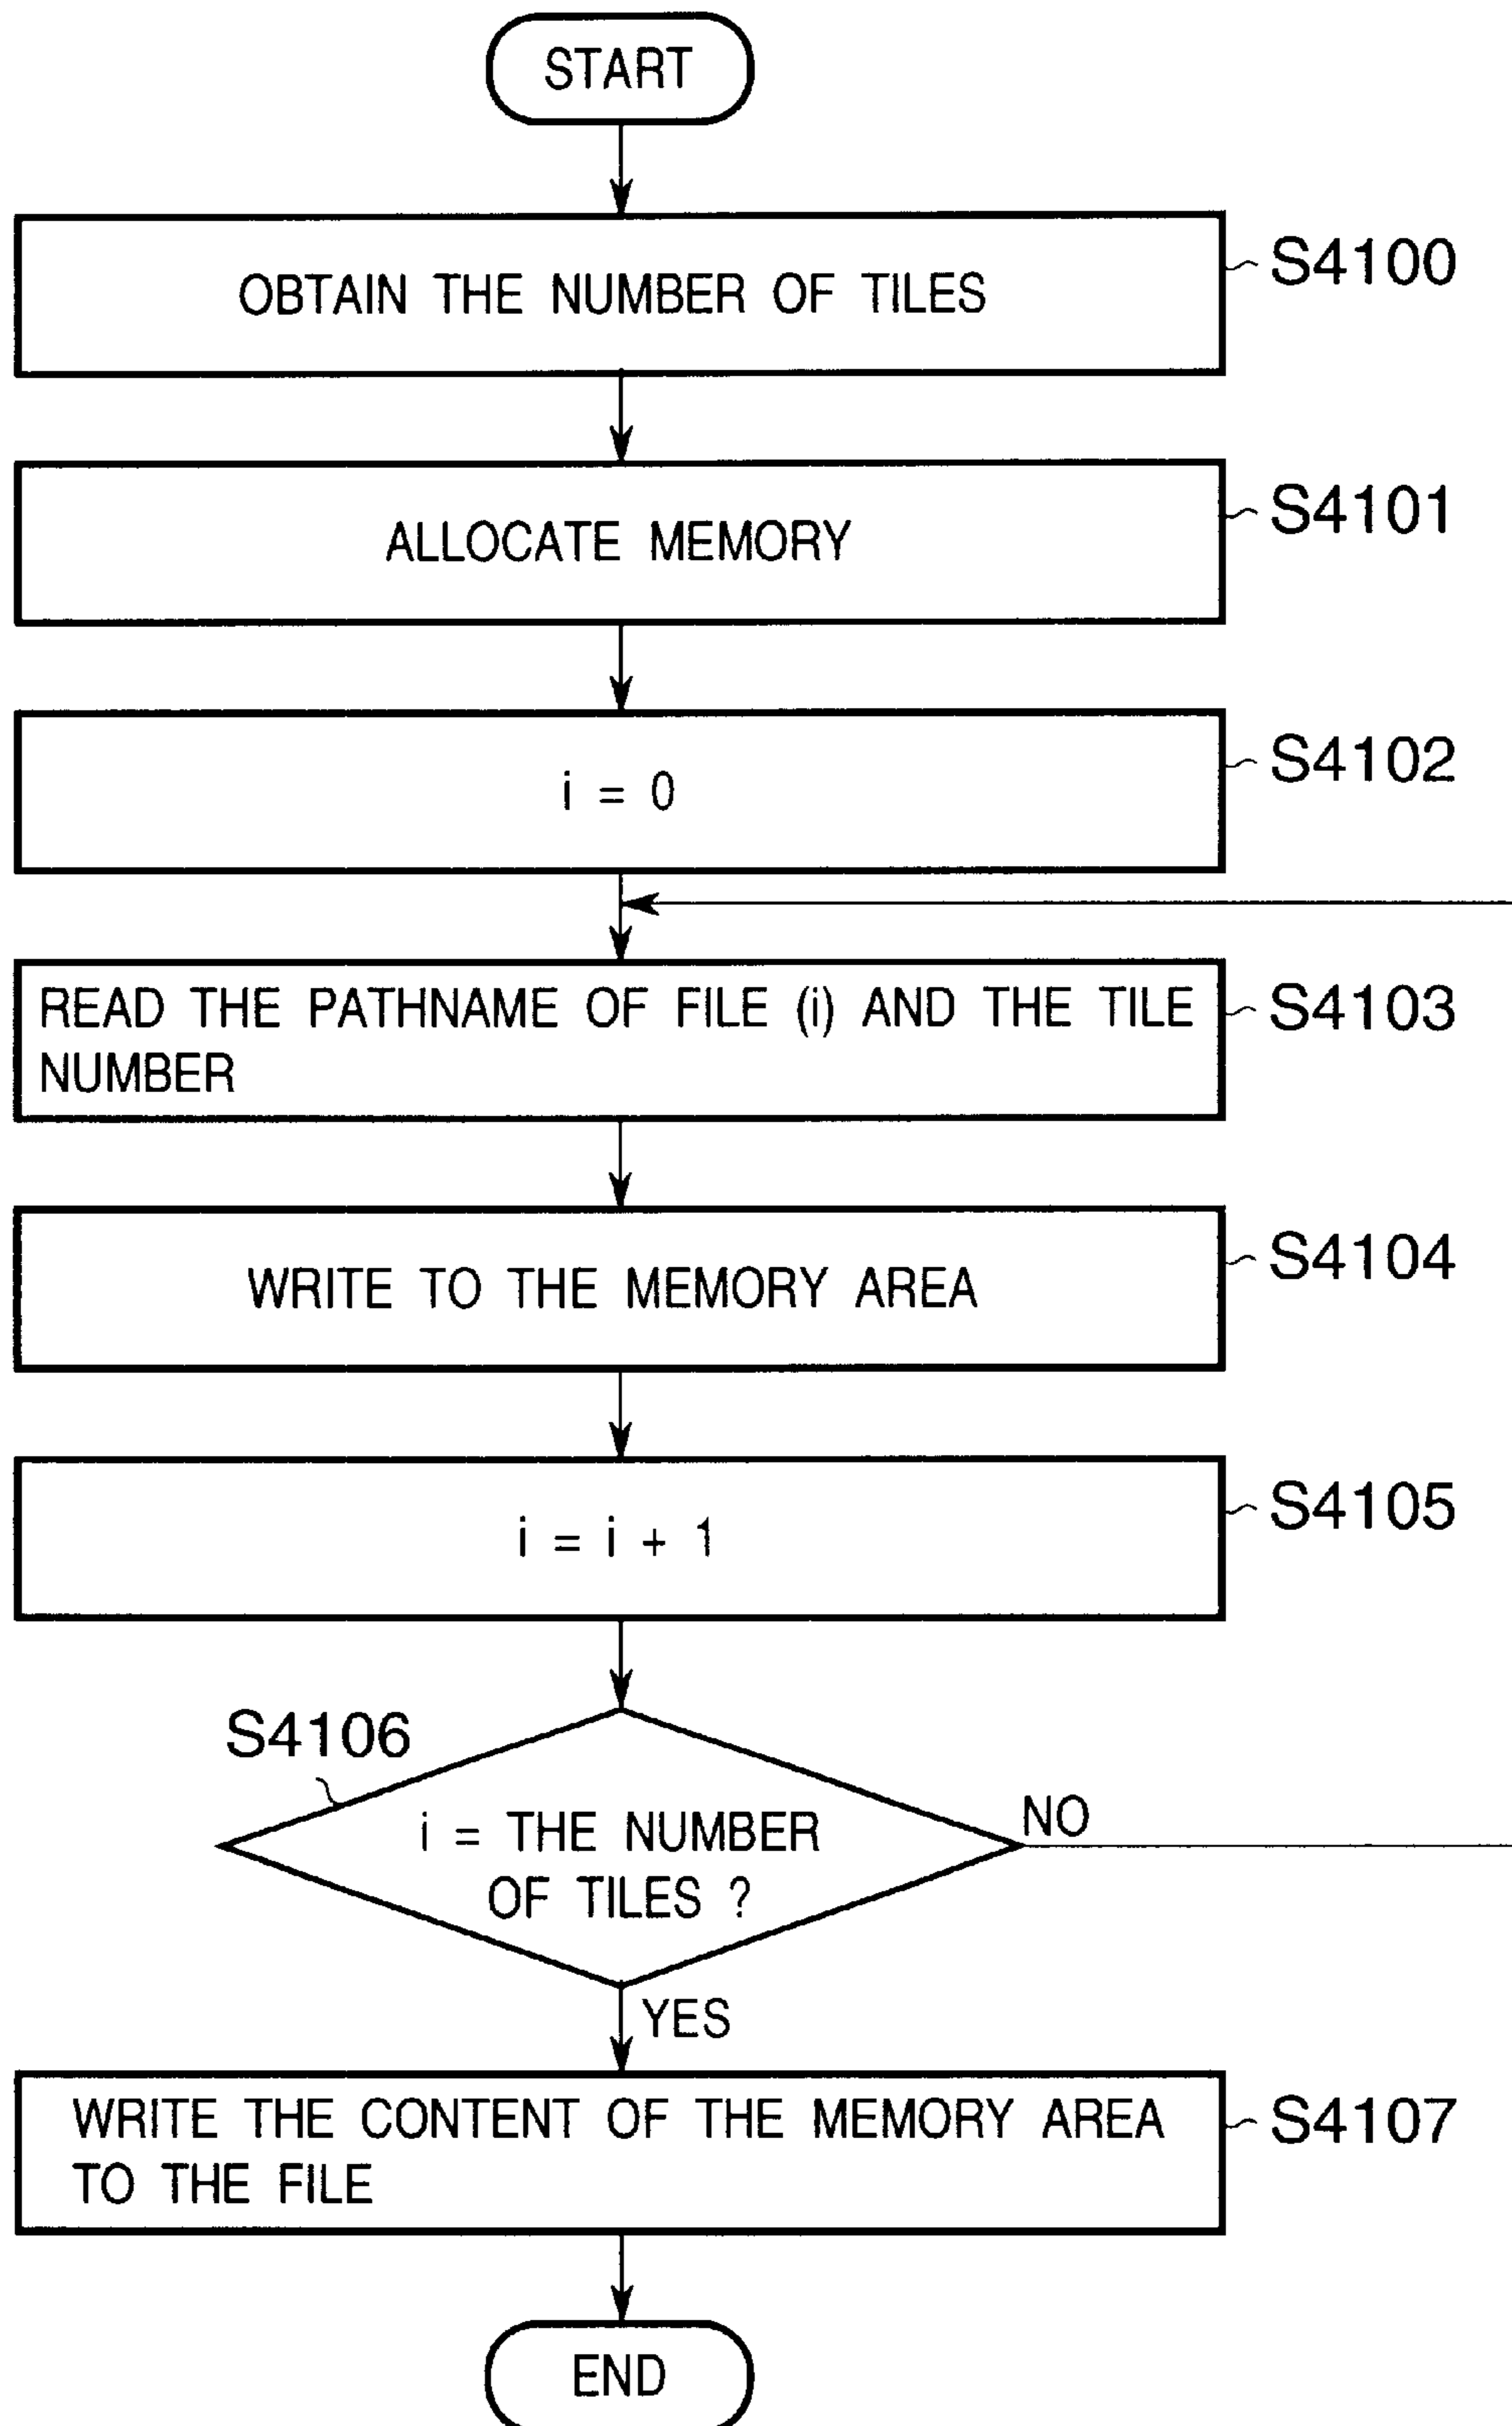 START
OBTAIN THE NUMBER OF TILES
S4100
ALLOCATE MEMORY
S4101
i = 0
S4102
READ THE PATHNAME OF FILE (i) AND THE TILE
NUMBER
S4103
WRITE TO THE MEMORY AREA
S4104
i = i + 1
S4105
S4106
i = THE NUMBER
OF TILES ?
NO
YES
WRITE THE CONTENT OF THE MEMORY AREA
TO THE FILE
S4107
END